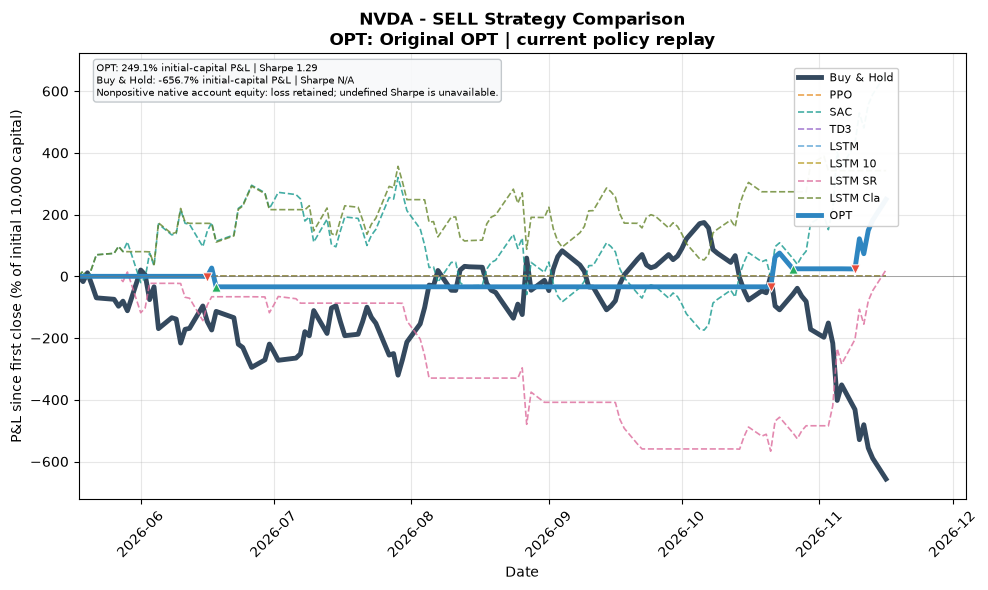 NVDA - SELL Strategy Comparison
OPT: Original OPT | current policy replay
OPT: 249.1% initial-capital P&L | Sharpe 1.29
Buy & Hold: -656.7% initial-capital P&L | Sharpe N/A
Nonpositive native account equity: loss retained; undefined Sharpe is unavailable.
Buy & Hold
PPO
SAC
TD3
LSTM
LSTM 10
LSTM SR
LSTM Cla
OPT
P&L since first close (% of initial 10,000 capital)
600
400
200
0
−200
−400
−600
2026-06
2026-07
2026-08
2026-09
2026-10
2026-11
2026-12
Date